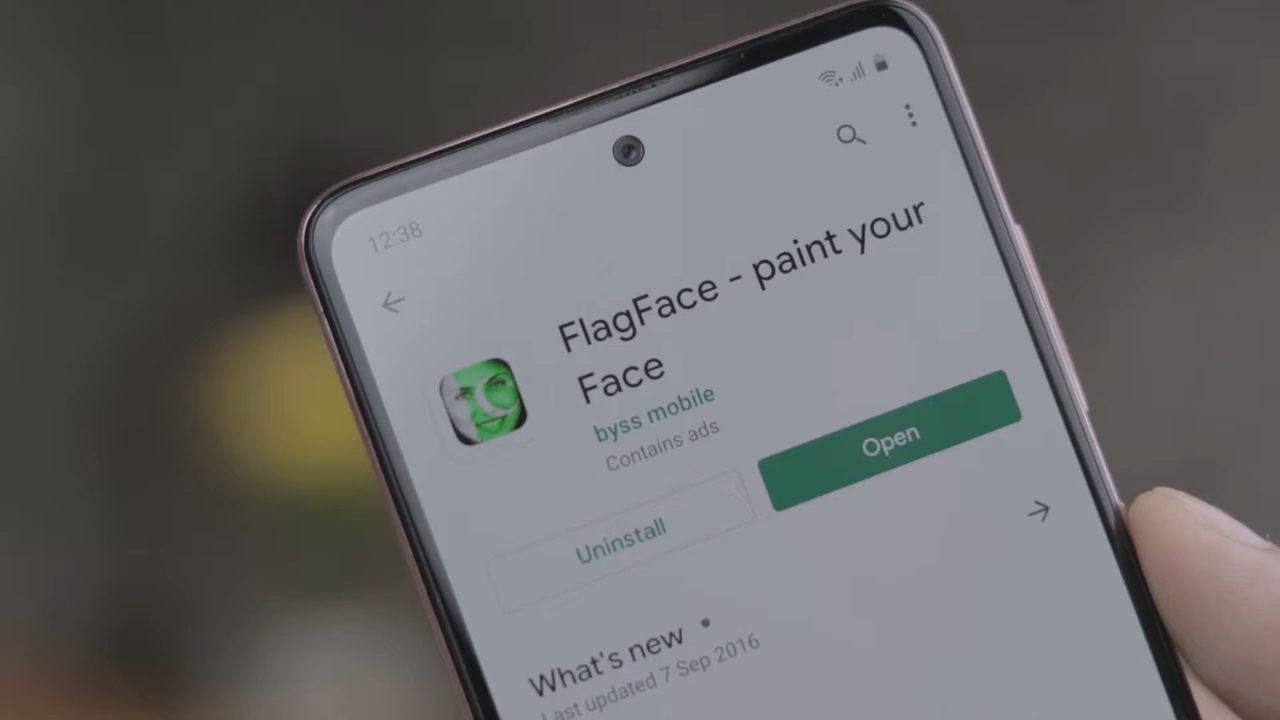 12:38
FlagFace - paint your
Face
byss mobile
Contains ads
Uninstall
Open
What's new
Last updated 7 Sep 2016